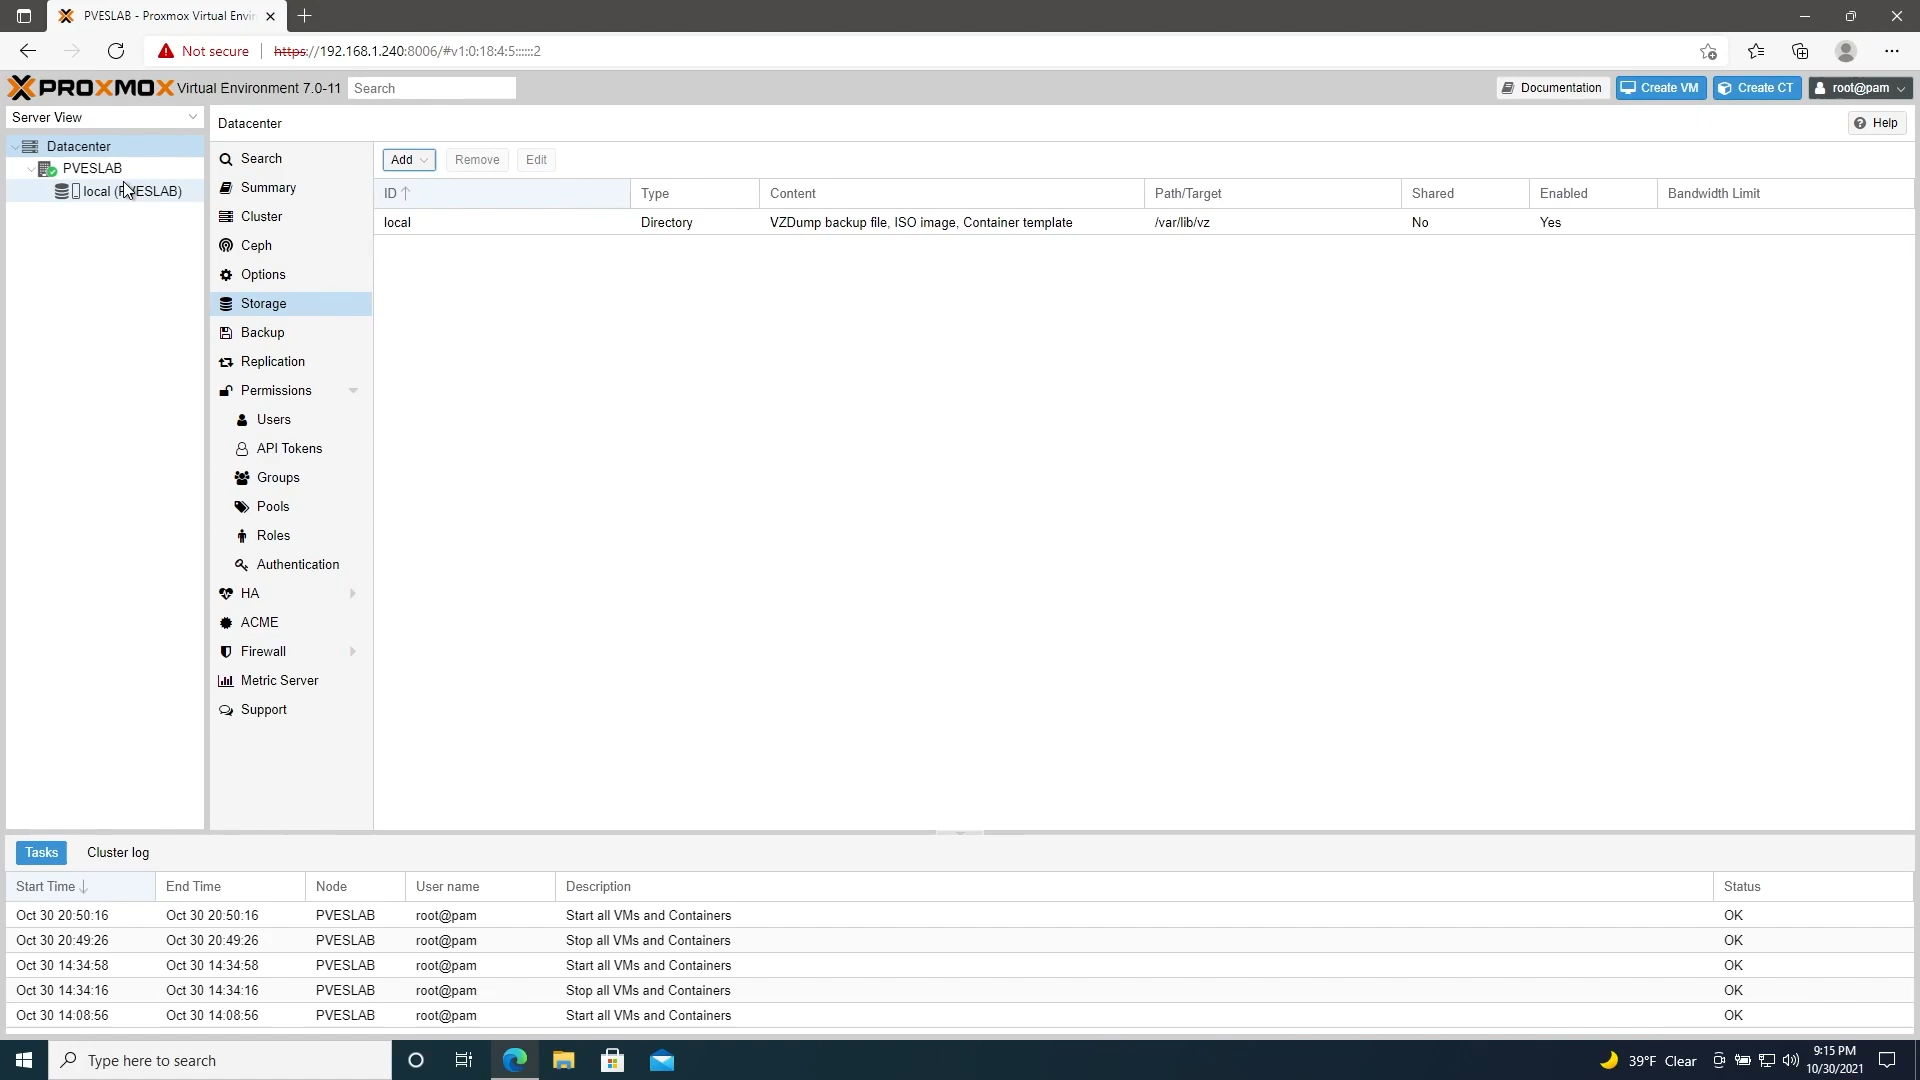 PVESLAB - Proxmox Virtual Envir
Not secure
https://192.168.1.240:8006/#v1:0:18:4:5::::::2
PROXMOX Virtual Environment 7.0-11 Search
Documentation Create VM Create CT root@pam
Server View
Datacenter
PVESLAB
Datacenter
Help
Search
Summary
Cluster
Ceph
Options
Storage
Backup
Replication
Permissions
Users
API Tokens
Groups
Pools
Roles
Authentication
HA
ACME
Firewall
Metric Server
Support
local
Add Remove Edit
ID Type Content Path/Target Shared Enabled Bandwidth Limit
local Directory VZDump backup file, ISO image, Container template /var/lib/vz No Yes
Tasks Cluster log
Start Time End Time Node User name Description Status
Oct 30 20:50:16 Oct 30 20:50:16 PVESLAB root@pam Start all VMs and Containers OK
Oct 30 20:49:26 Oct 30 20:49:26 PVESLAB root@pam Stop all VMs and Containers OK
Oct 30 14:34:58 Oct 30 14:34:58 PVESLAB root@pam Start all VMs and Containers OK
Oct 30 14:34:16 Oct 30 14:34:16 PVESLAB root@pam Stop all VMs and Containers OK
Oct 30 14:08:56 Oct 30 14:08:56 PVESLAB root@pam Start all VMs and Containers OK
Type here to search
39°F Clear
9:15 PM
10/30/2021